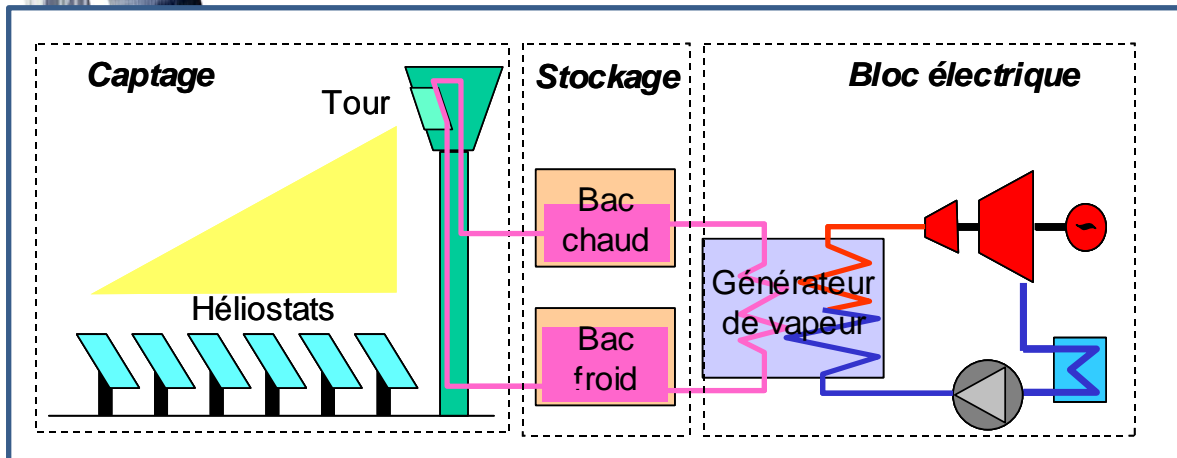 Captage
Tour
Héliostats
Stockage
Bac
chaud
Bac
froid
Bloc électrique
Générateur
de vapeur